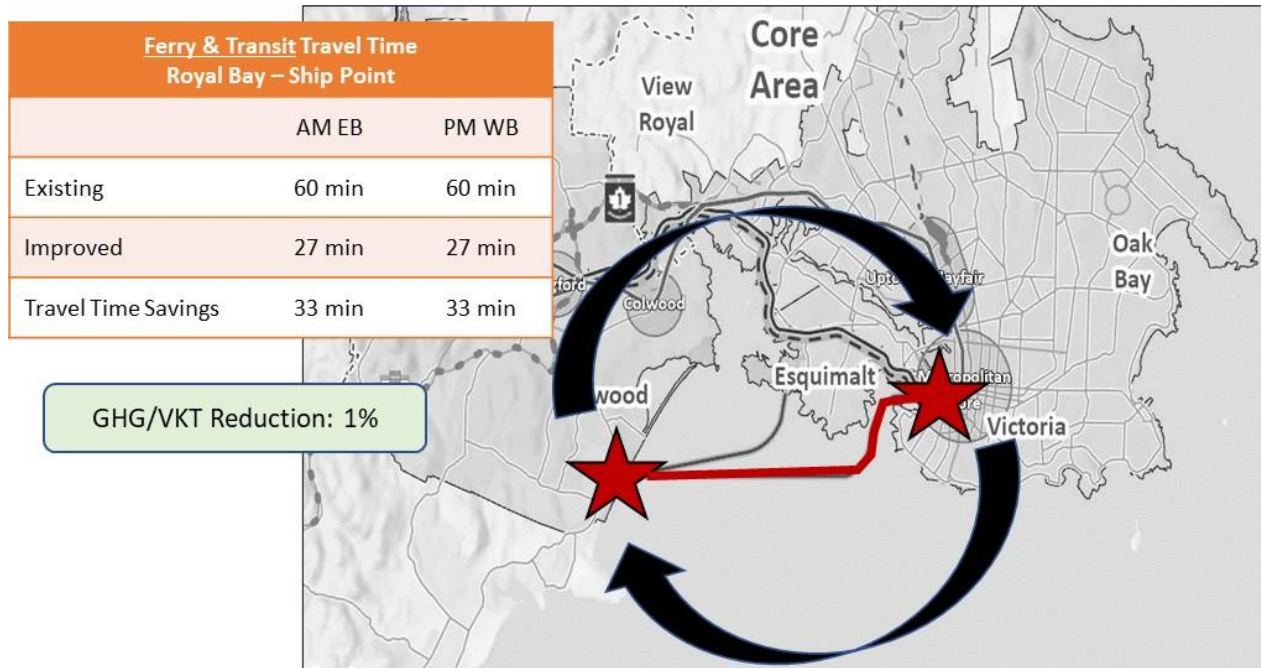 Ferry & Transit Travel Time
Royal Bay – Ship Point
AM EB PM WB
Existing 60 min 60 min
Improved 27 min 27 min
Travel Time Savings 33 min 33 min
GHG/VKT Reduction: 1%
Core
Area
View
Royal
1
Oak
Bay
Colwood
Esquimalt
Victoria